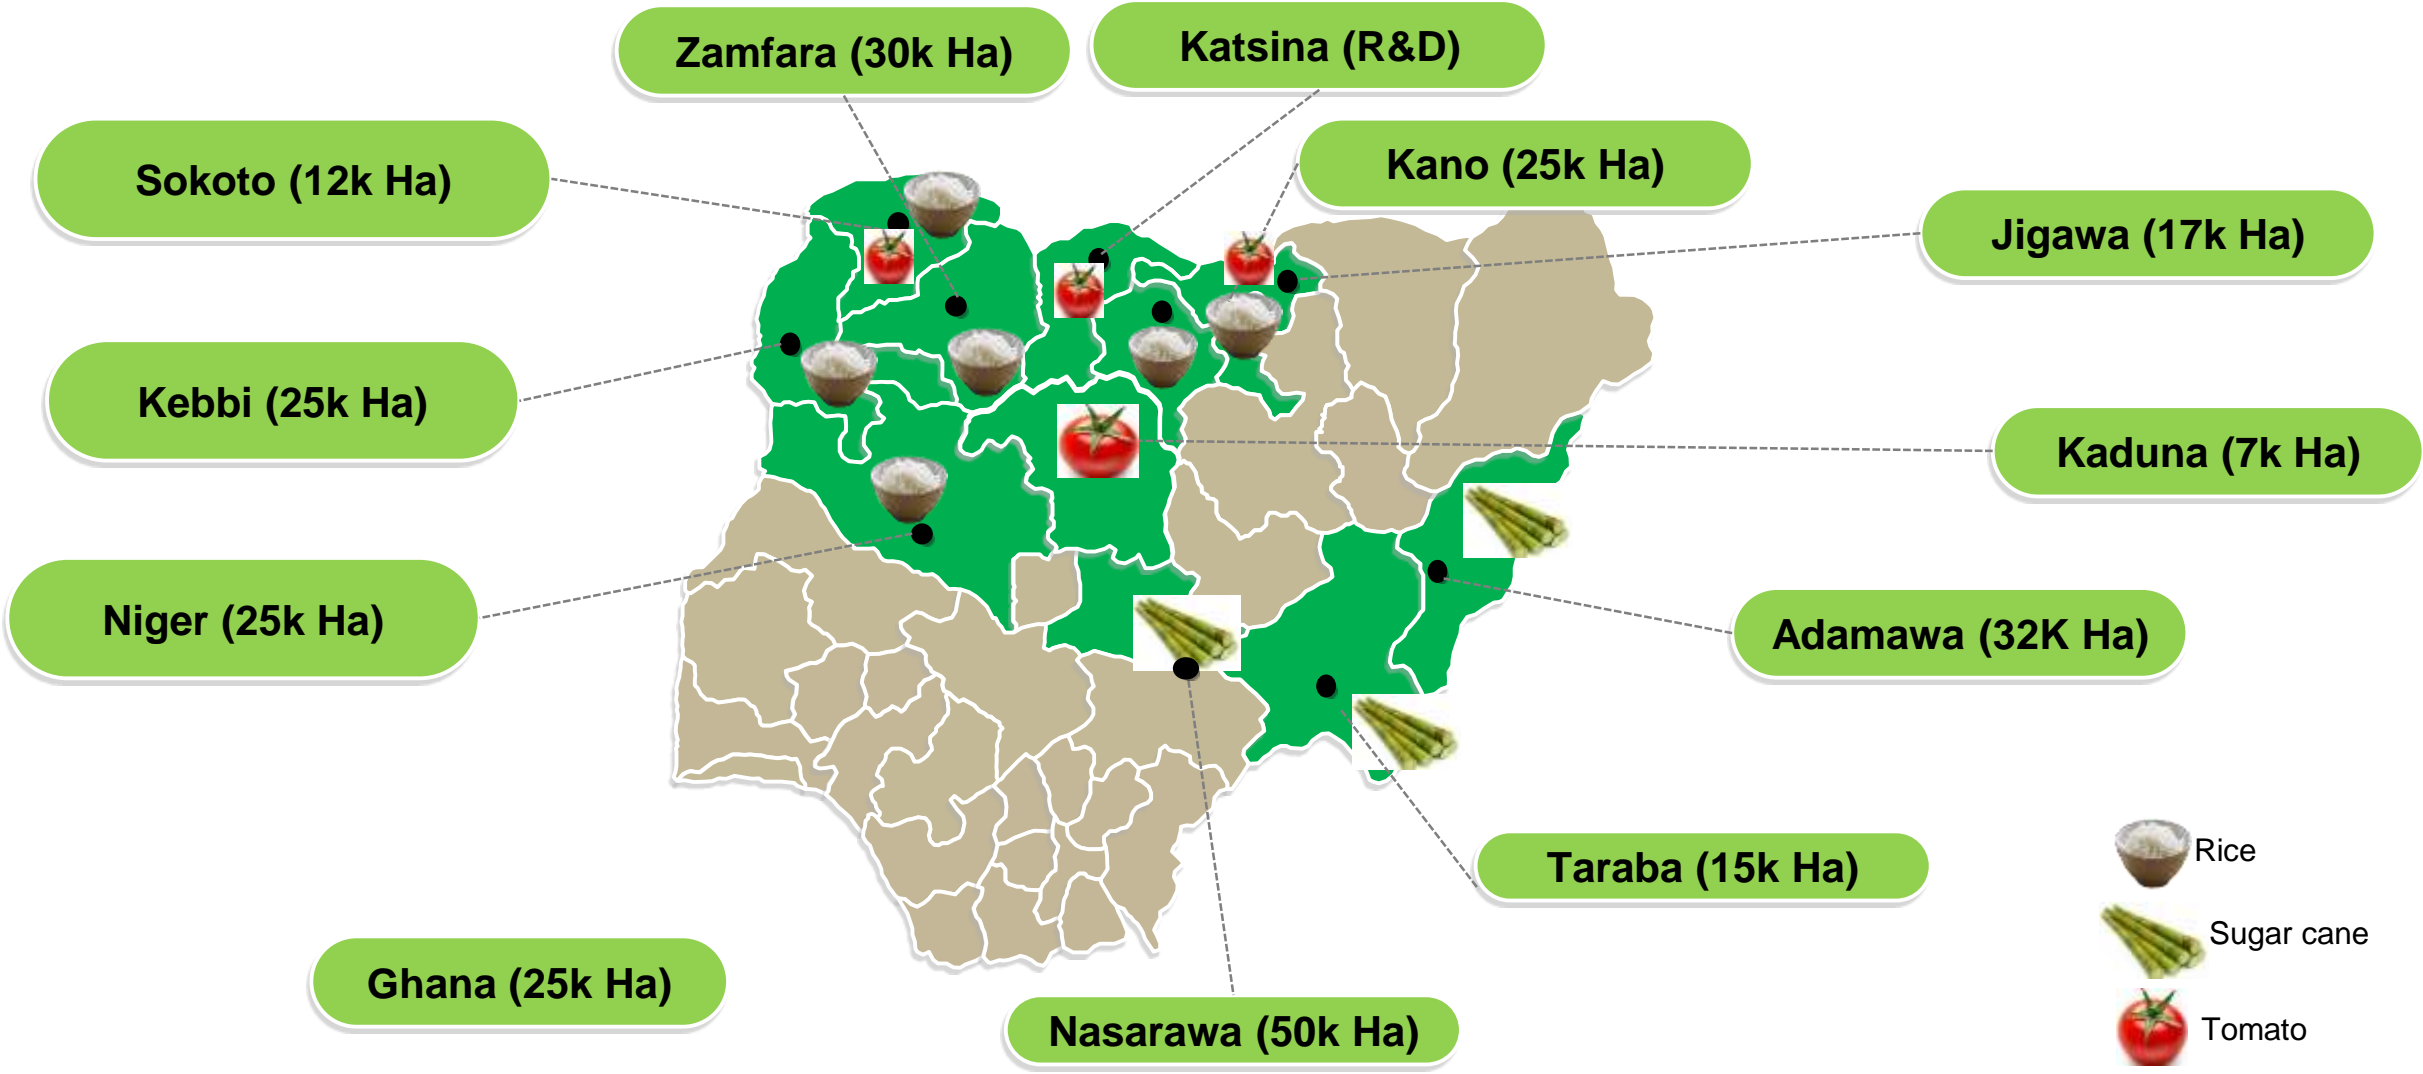 Zamfara (30k Ha)
Katsina (R&D)
Sokoto (12k Ha)
Kano (25k Ha)
Jigawa (17k Ha)
Kebbi (25k Ha)
Kaduna (7k Ha)
Niger (25k Ha)
Adamawa (32K Ha)
Taraba (15k Ha)
Ghana (25k Ha)
Nasarawa (50k Ha)
Rice
Sugar cane
Tomato